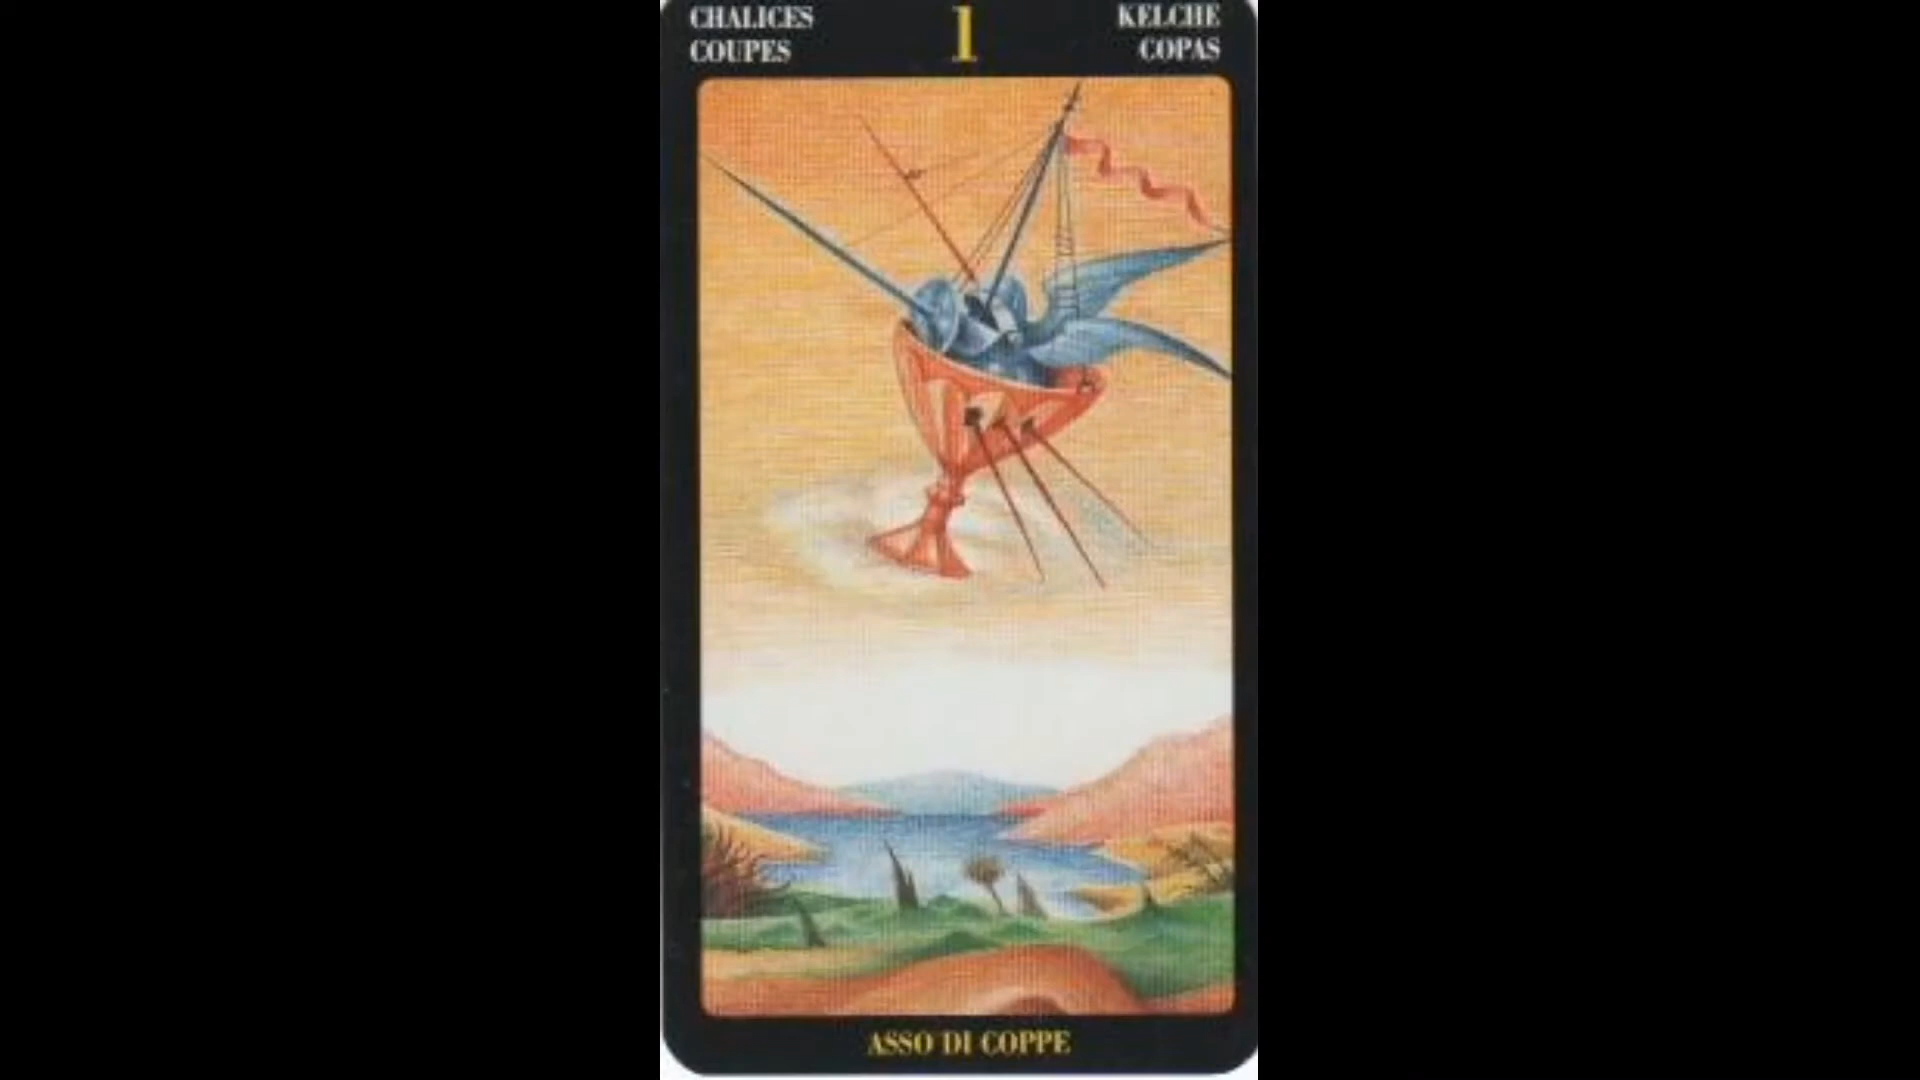 CHALICES
COUPES
1
KELCHE
COPAS
ASSO DI COPPE